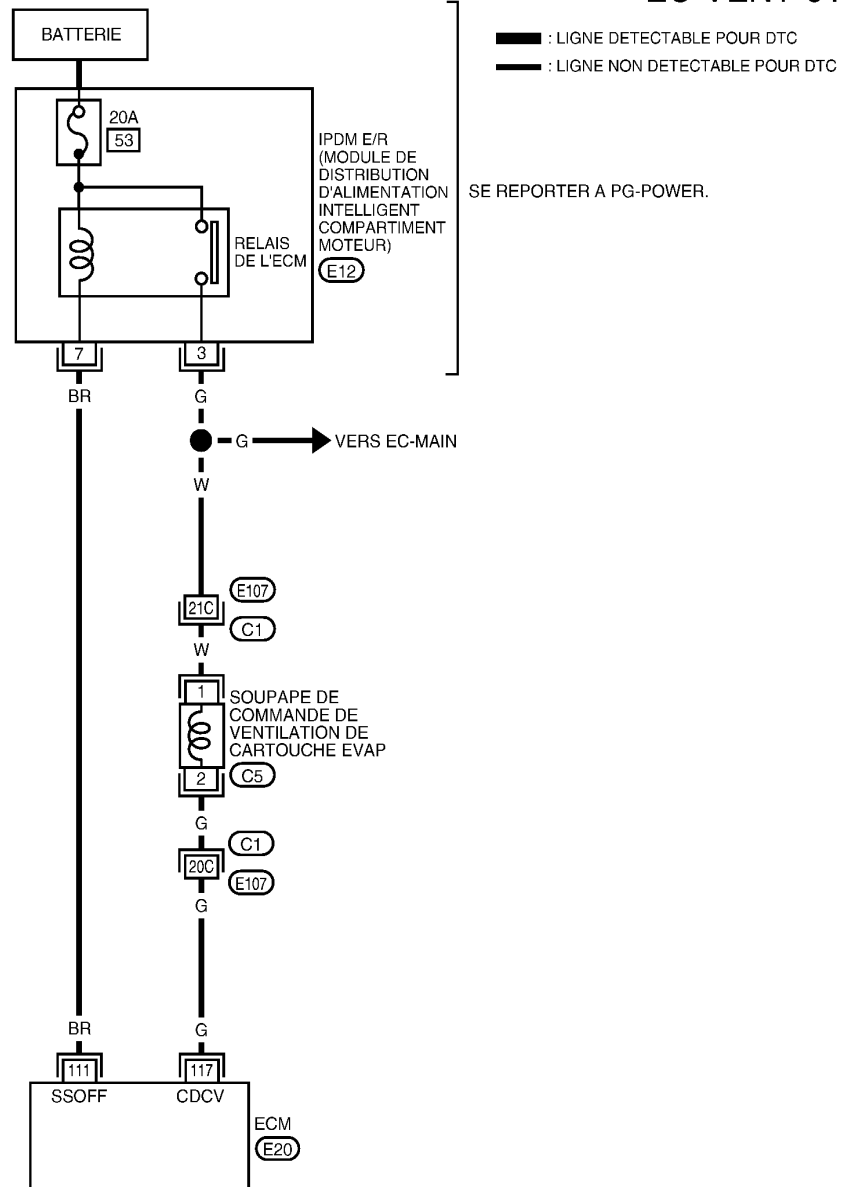 BATTERIE
: LIGNE DETECTABLE POUR DTC
: LIGNE NON DETECTABLE POUR DTC
20A
53
IPDM E/R
(MODULE DE
DISTRIBUTION
D'ALIMENTATION
INTELLIGENT
COMPARTIMENT
MOTEUR)
E12
SE REPORTER A PG-POWER.
RELAIS
DE L'ECM
7
3
BR
G
G
VERS EC-MAIN
W
E107
21C
C1
W
1
SOUPAPE DE
COMMANDE DE
VENTILATION DE
CARTOUCHE EVAP
2
C5
G
C1
20C
E107
G
BR
G
111
117
SSOFF
CDCV
ECM
E20